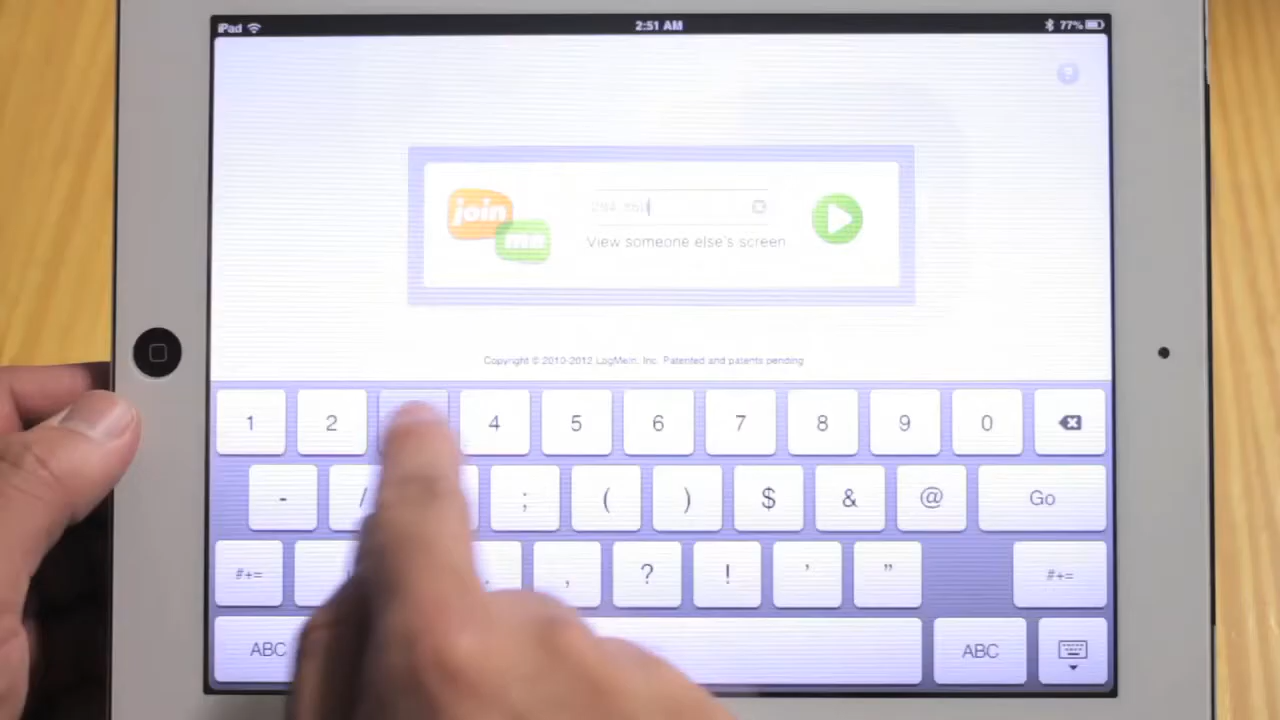 iPad 2:51 AM 77%
?
join
me
View someone else's screen
Copyright © 2010-2012 LogMeIn, Inc. Patented and patents pending
1 2 4 5 6 7 8 9 0
- / ; ( ) $ & @ Go
#+= . , ? ! ' " #+=
ABC ABC